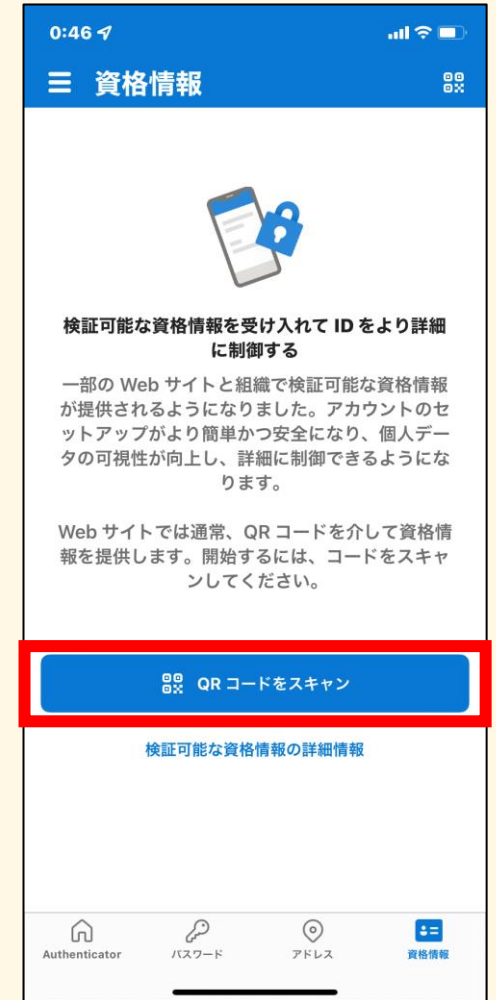 0:46
資格情報
検証可能な資格情報を受け入れて ID をより詳細
に制御する
一部の Web サイトと組織で検証可能な資格情報
が提供されるようになりました。アカウントのセ
ットアップがより簡単かつ安全になり、個人デー
タの可視性が向上し、詳細に制御できるようにな
ります。
Web サイトでは通常、QR コードを介して資格情
報を提供します。開始するには、コードをスキャ
ンしてください。
QR コードをスキャン
検証可能な資格情報の詳細情報
Authenticator パスワード アドレス 資格情報